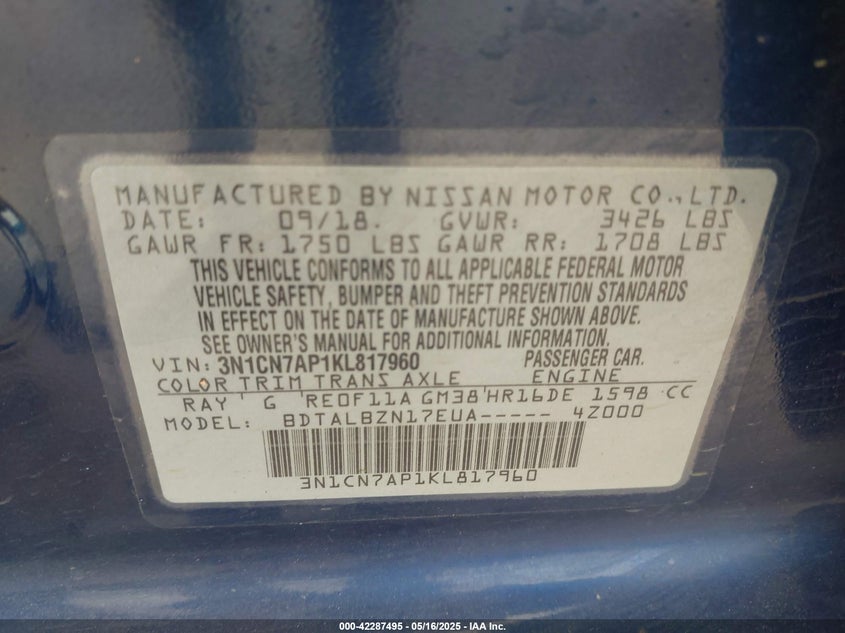 MANUFACTURED BY NISSAN MOTOR CO., LTD.
DATE: 09/18. GVWR: 3426 LBS
GAWR FR: 1750 LBS GAWR RR: 1708 LBS
THIS VEHICLE CONFORMS TO ALL APPLICABLE FEDERAL MOTOR
VEHICLE SAFETY, BUMPER AND THEFT PREVENTION STANDARDS
IN EFFECT ON THE DATE OF MANUFACTURE SHOWN ABOVE.
SEE OWNER'S MANUAL FOR ADDITIONAL INFORMATION.
VIN: 3N1CN7AP1KL817960 PASSENGER CAR.
COLOR TRIM TRANS AXLE ENGINE
RAY G RE0F11A GM38 HR16DE 1598 CC
MODEL: BDTALBZN17EUA----- 4Z000
3N1CN7AP1KL817960
000-42287495 - 05/16/2025 - IAA Inc.